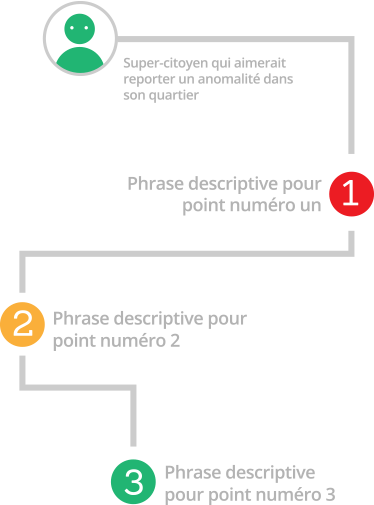 Super-citoyen qui aimerait
reporter un anomalité dans
son quartier
Phrase descriptive pour
point numéro un
1
2
Phrase descriptive pour
point numéro 2
3
Phrase descriptive
pour point numéro 3